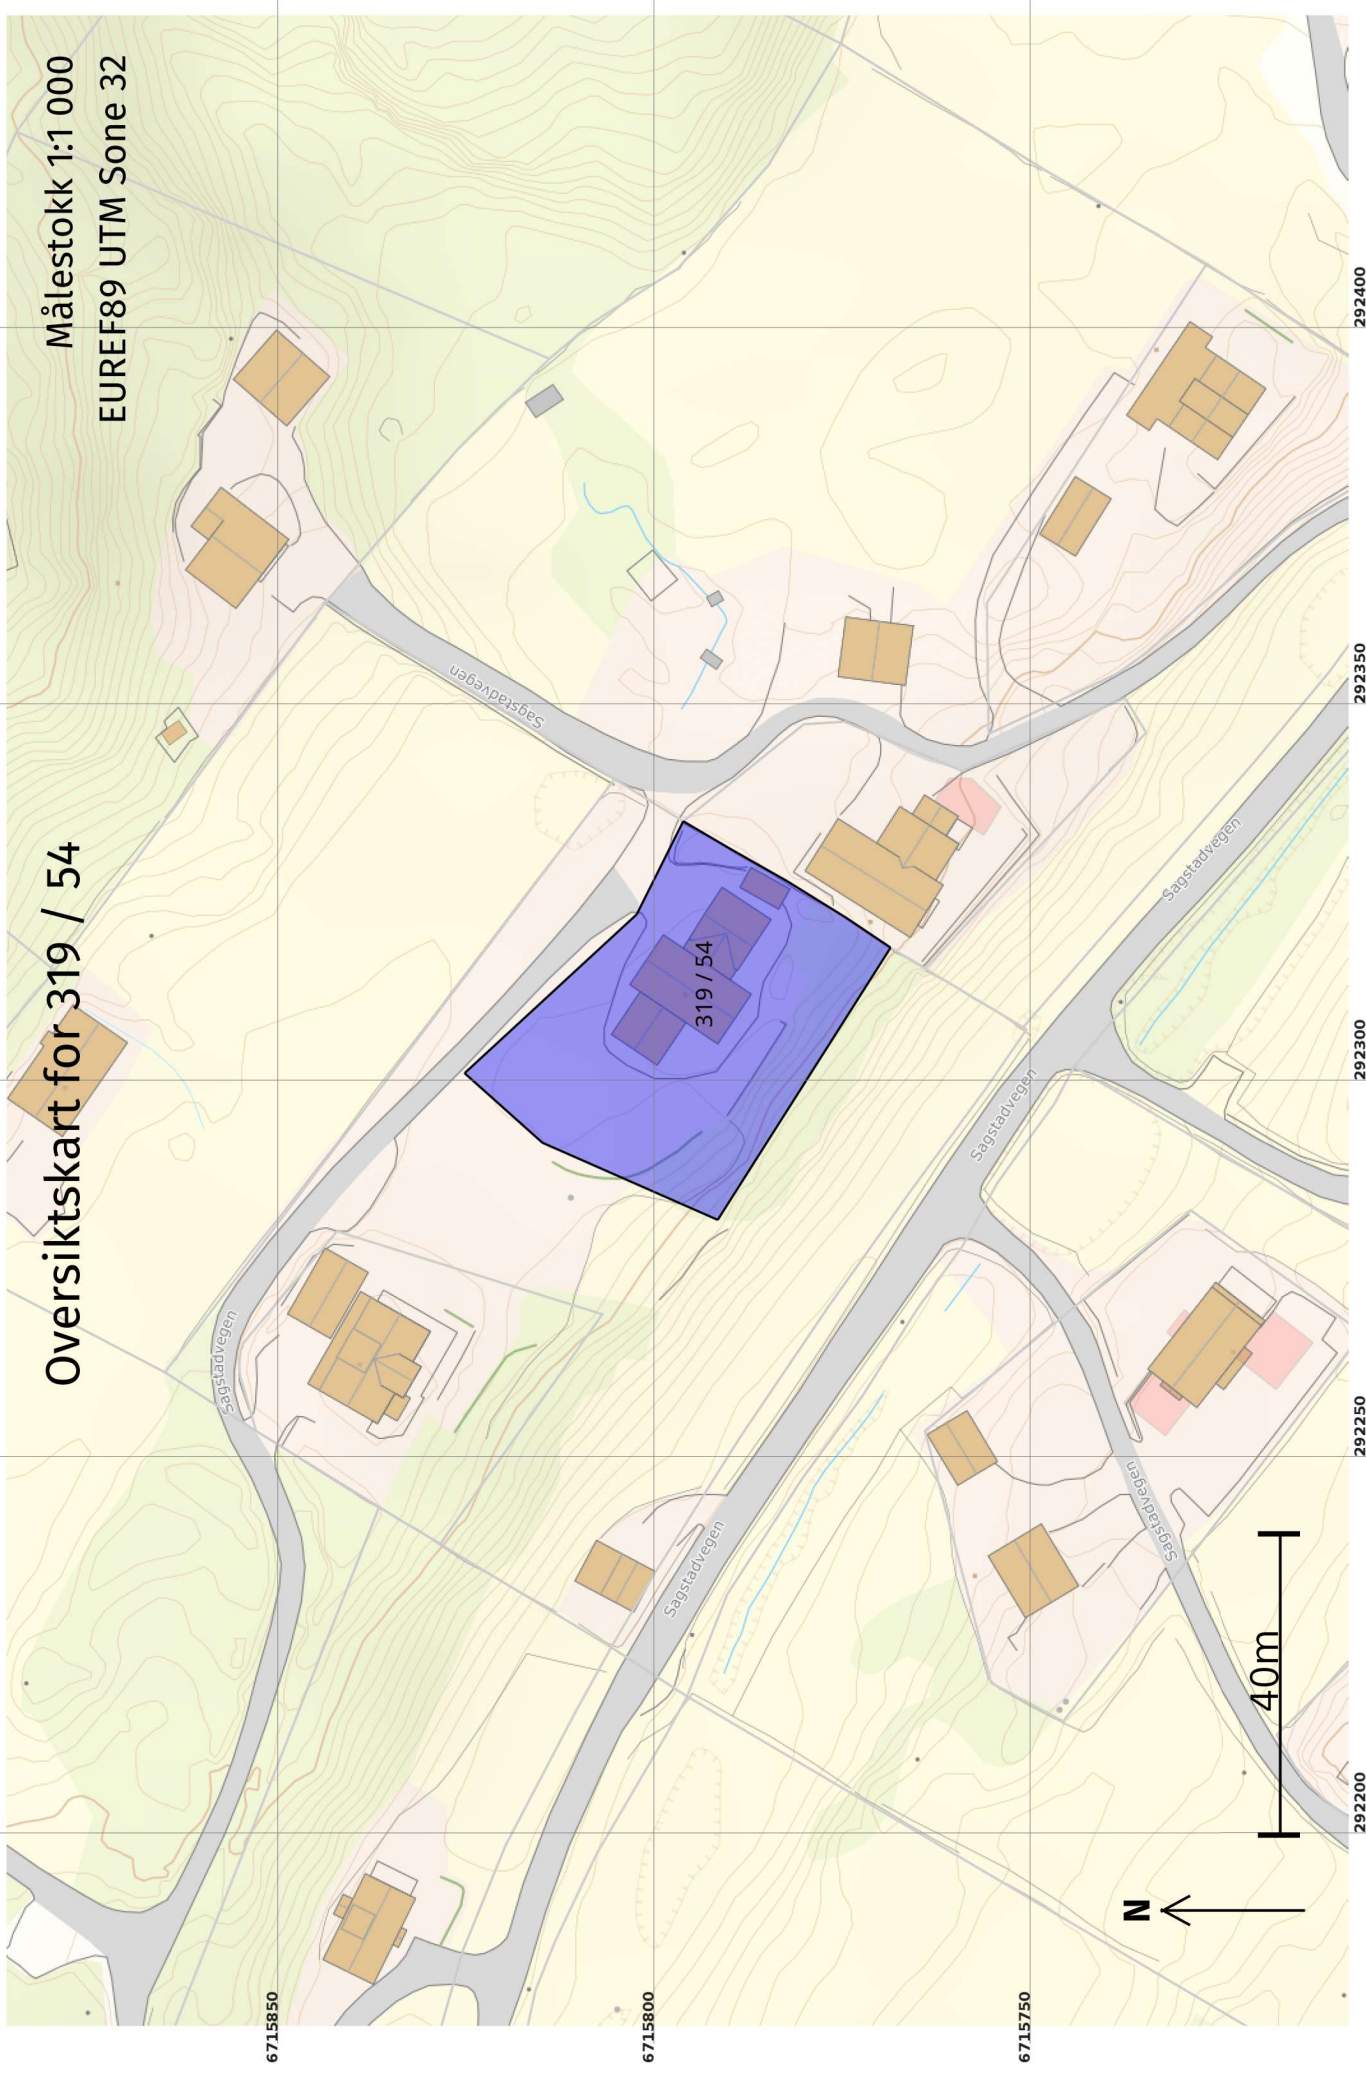 Oversiktskart for 319 / 54
Målestokk 1:1 000
EUREF89 UTM Sone 32
Sagstadvegen
Sagstadvegen
319 / 54
Sagstadvegen
Sagstadvegen
Sagstadvegen
Sagstadvegen
N
40m
6715850
6715800
6715750
292200
292250
292300
292350
292400